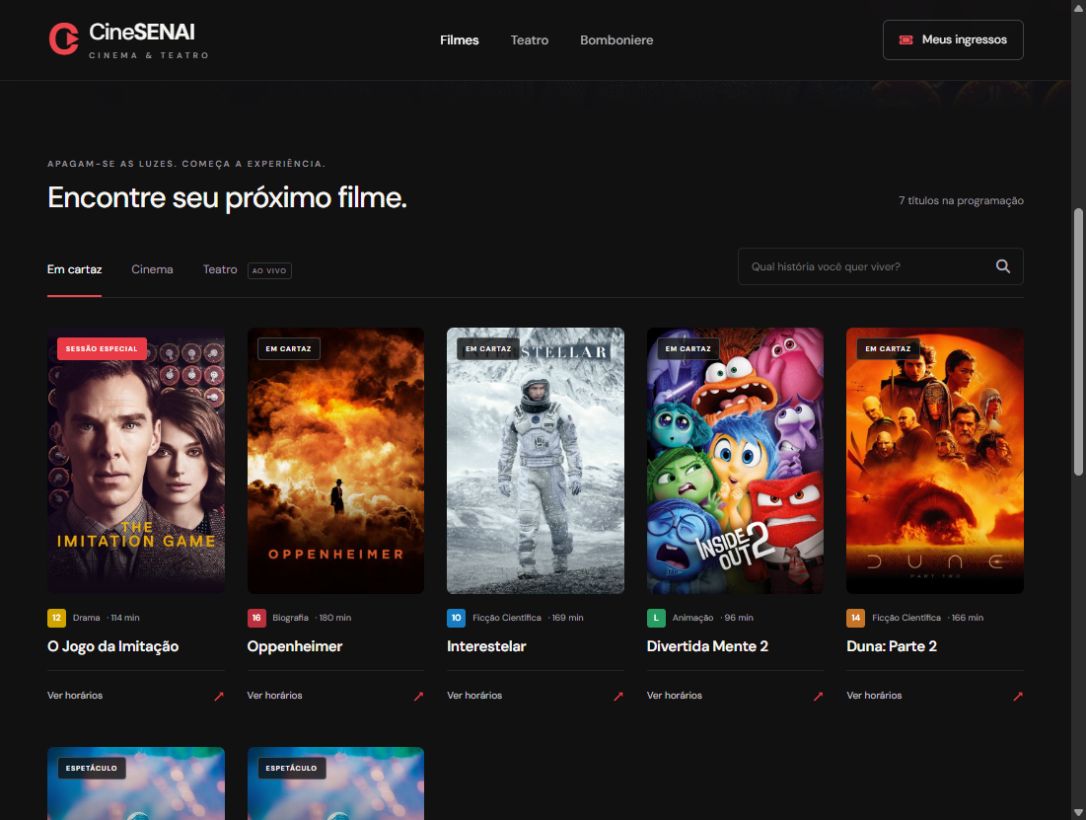 CineSENAI
CINEMA & TEATRO
Filmes
Teatro
Bomboniere
Meus ingressos
APAGAM-SE AS LUZES. COMEÇA A EXPERIÊNCIA.
Encontre seu próximo filme.
7 títulos na programação
Em cartaz
Cinema
Teatro
AO VIVO
Qual história você quer viver?
SESSÃO ESPECIAL
THE
IMITATION GAME
12 Drama · 114 min
O Jogo da Imitação
Ver horários
EM CARTAZ
OPPENHEIMER
16 Biografia · 180 min
Oppenheimer
Ver horários
EM CARTAZ
STELLAR
10 Ficção Científica · 169 min
Interestelar
Ver horários
EM CARTAZ
INSIDE
OUT 2
L Animação · 96 min
Divertida Mente 2
Ver horários
EM CARTAZ
DUNE
PART TWO
14 Ficção Científica · 166 min
Duna: Parte 2
Ver horários
ESPETÁCULO
ESPETÁCULO